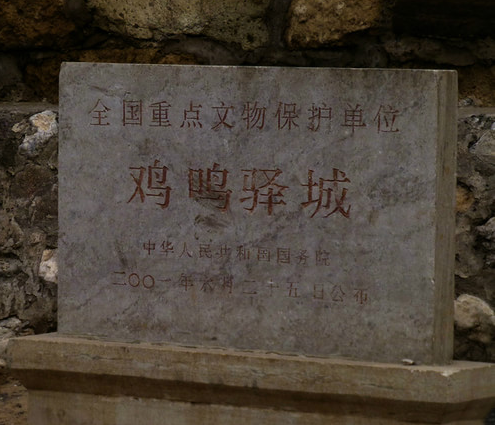 全国重点文物保护单位
鸡鸣驿城
中华人民共和国国务院
二〇〇一年六月二十五日公布